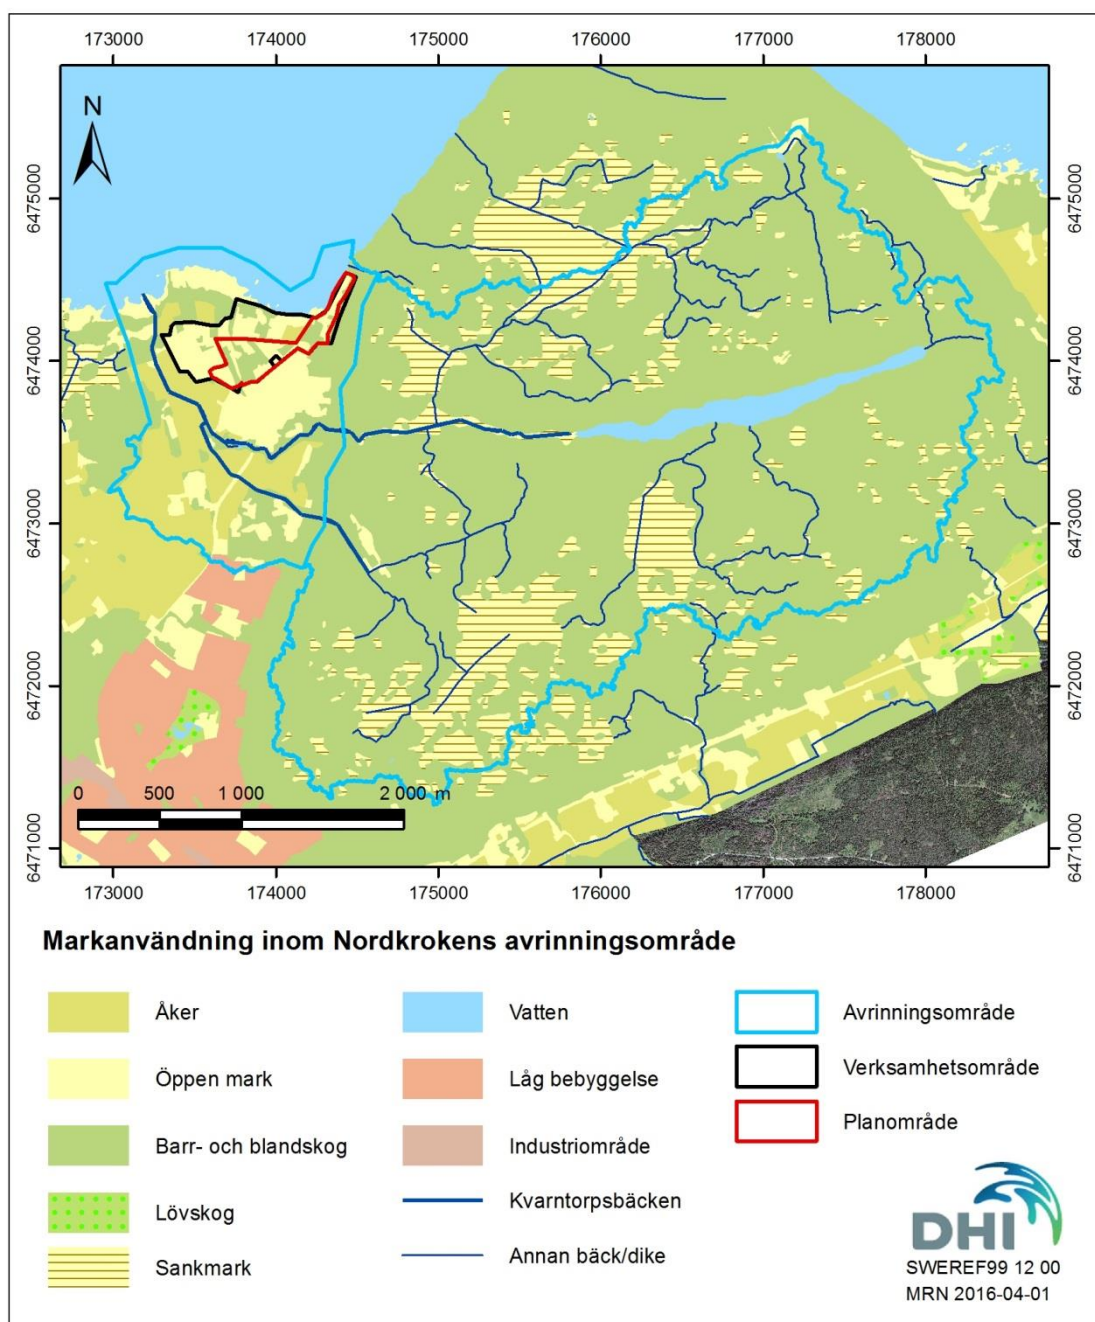 173000 174000 175000 176000 177000 178000
N
6475000 6475000
6474000 6474000
6473000 6473000
6472000 6472000
0 500 1 000 2 000 m
6471000 6471000
173000 174000 175000 176000 177000 178000
Markanvändning inom Nordkrokens avrinningsområde
Åker
Öppen mark
Barr- och blandskog
Lövskog
Sankmark
Vatten
Låg bebyggelse
Industriområde
Kvarntorpsbäcken
Annan bäck/dike
Avrinningsområde
Verksamhetsområde
Planområde
DHI
SWEREF99 12 00
MRN 2016-04-01